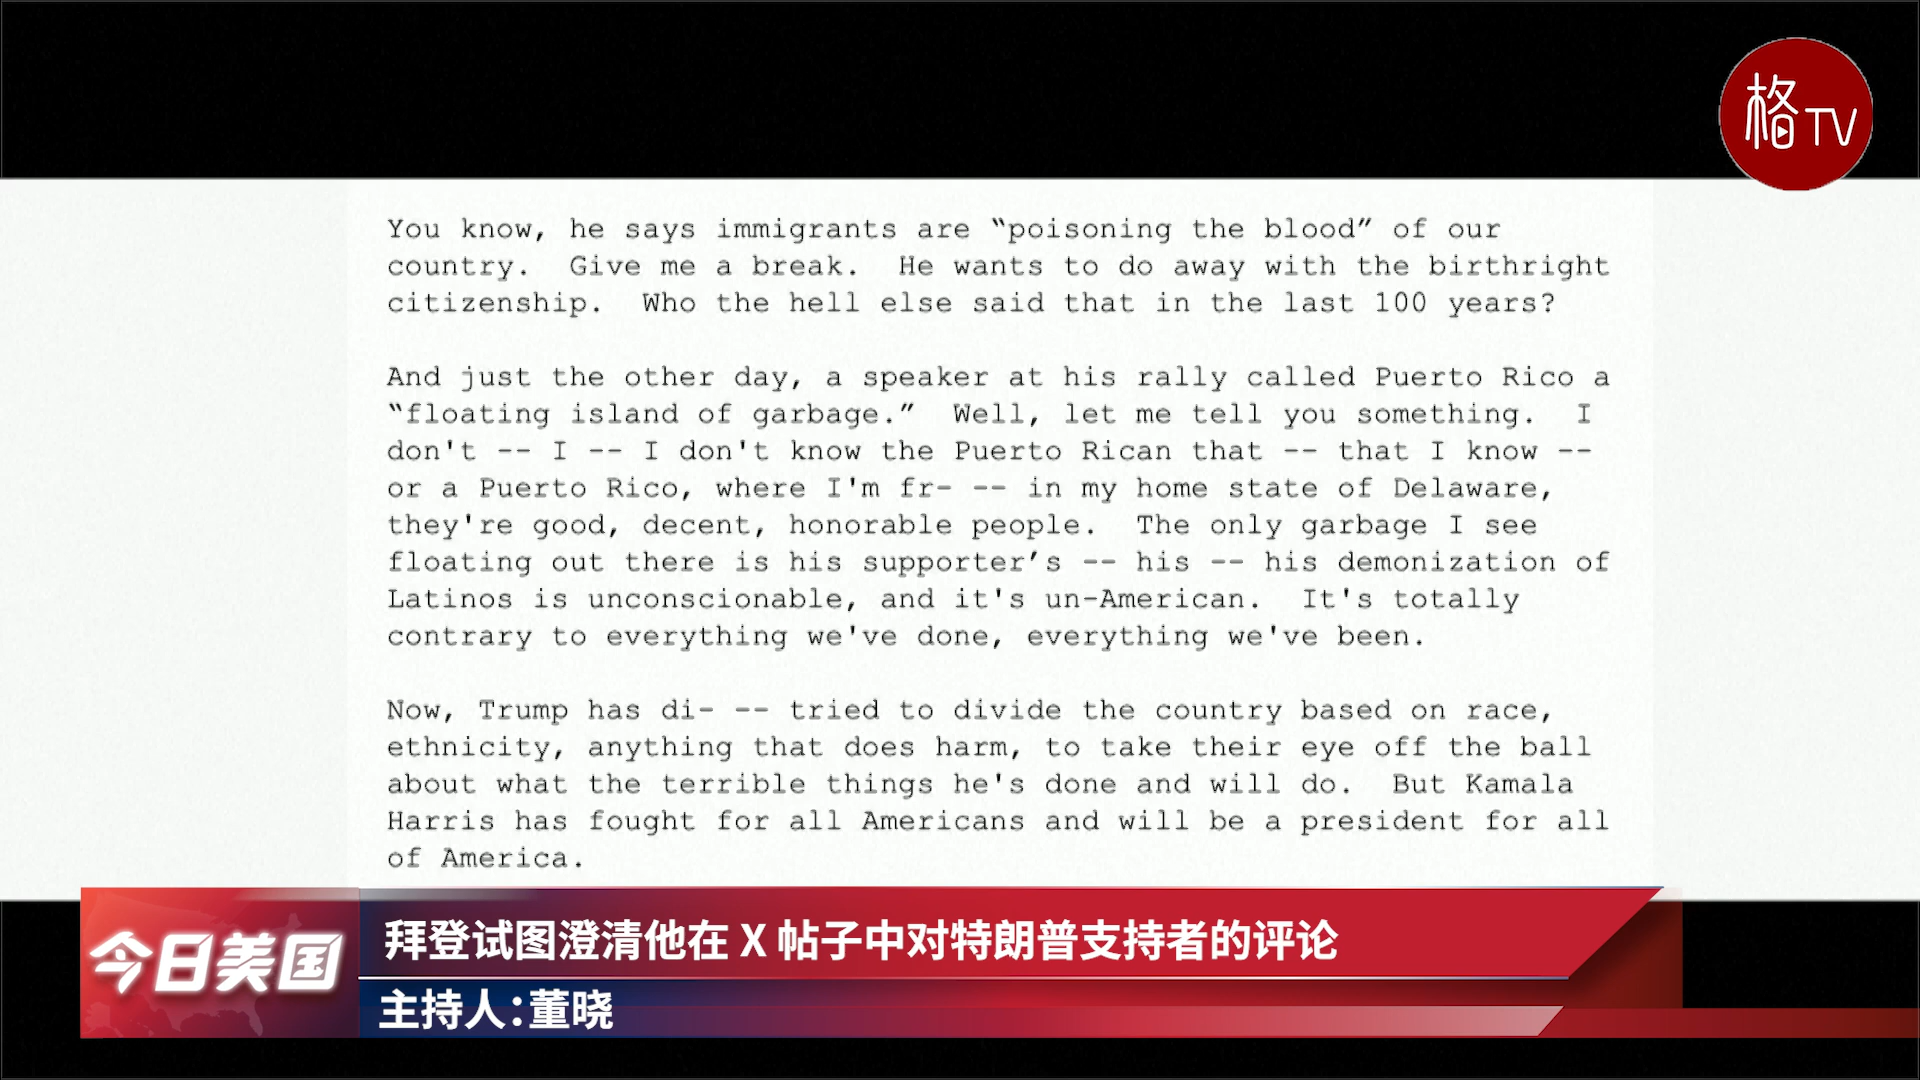 格TV
You know, he says immigrants are “poisoning the blood” of our
country.  Give me a break.  He wants to do away with the birthright
citizenship.  Who the hell else said that in the last 100 years?
And just the other day, a speaker at his rally called Puerto Rico a
“floating island of garbage.”  Well, let me tell you something.  I
don't -- I -- I don't know the Puerto Rican that -- that I know --
or a Puerto Rico, where I'm fr- -- in my home state of Delaware,
they're good, decent, honorable people.  The only garbage I see
floating out there is his supporter’s -- his -- his demonization of
Latinos is unconscionable, and it's un-American.  It's totally
contrary to everything we've done, everything we've been.
Now, Trump has di- -- tried to divide the country based on race,
ethnicity, anything that does harm, to take their eye off the ball
about what the terrible things he's done and will do.  But Kamala
Harris has fought for all Americans and will be a president for all
of America.
今日美国
拜登试图澄清他在 X 帖子中对特朗普支持者的评论
主持人:董晓